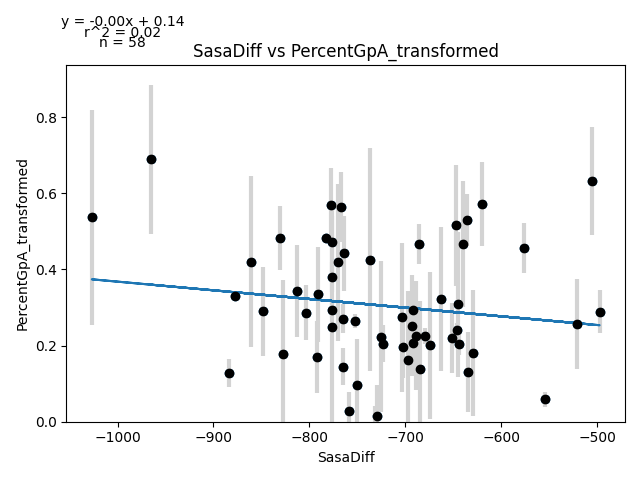 y = -0.00x + 0.14
r^2 = 0.02
n = 58
SasaDiff vs PercentGpA_transformed
PercentGpA_transformed
0.8
0.6
0.4
0.2
0.0
−1000 −900 −800 −700 −600 −500
SasaDiff